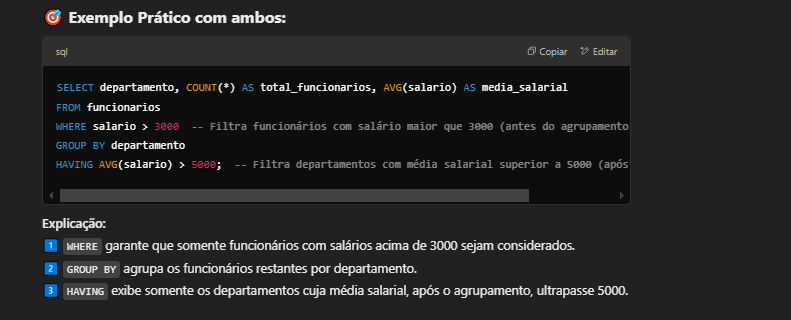 🎯 Exemplo Prático com ambos:
sql Copiar Editar
SELECT departamento, COUNT(*) AS total_funcionarios, AVG(salario) AS media_salarial
FROM funcionarios
WHERE salario > 3000  -- Filtra funcionários com salário maior que 3000 (antes do agrupamento
GROUP BY departamento
HAVING AVG(salario) > 5000;  -- Filtra departamentos com média salarial superior a 5000 (após
Explicação:
1 WHERE garante que somente funcionários com salários acima de 3000 sejam considerados.
2 GROUP BY agrupa os funcionários restantes por departamento.
3 HAVING exibe somente os departamentos cuja média salarial, após o agrupamento, ultrapasse 5000.